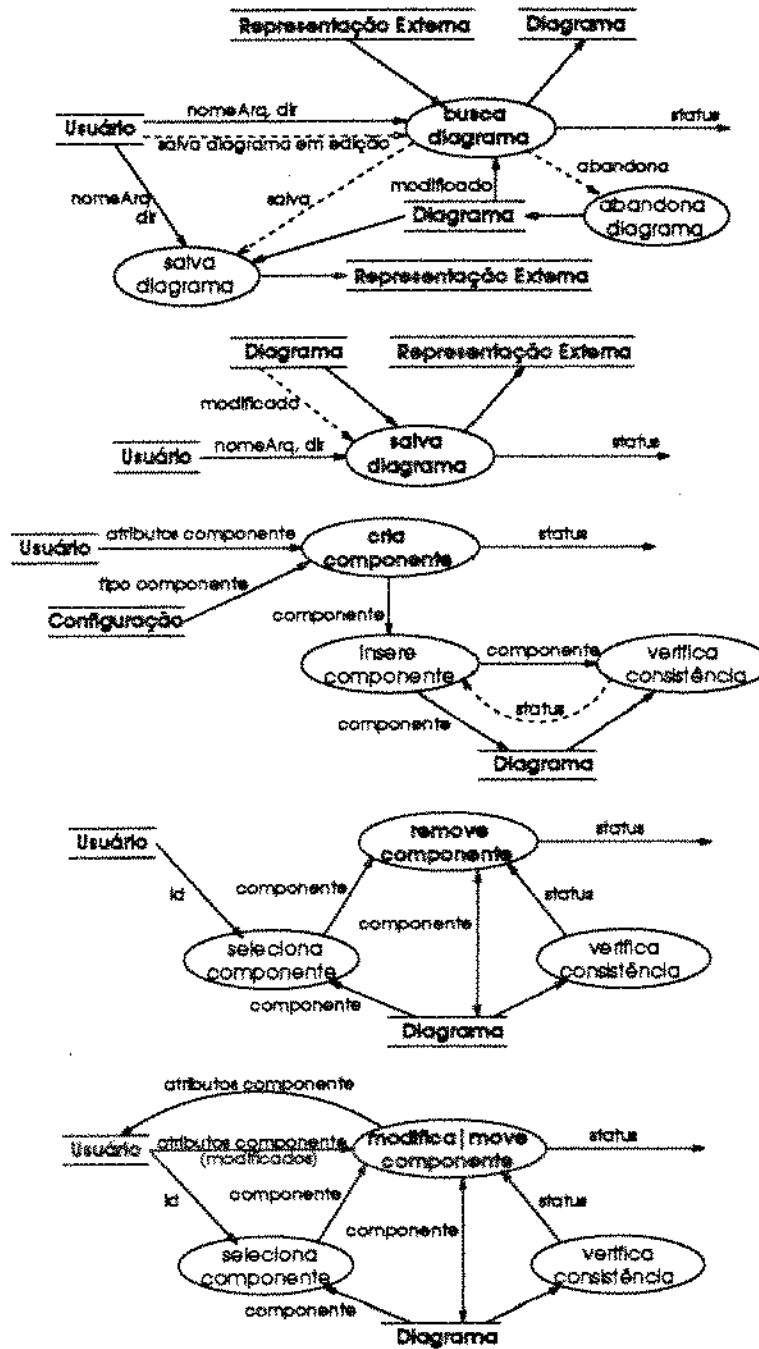 Representação Externa
Diagrama
nomeArq, dir
Usuário
salva diagrama em edição
busca
diagrama
status
abandona
modificado
salva
nomeArq,
dir
Diagrama
abandona
diagrama
salva
diagrama
Representação Externa
Diagrama
Representação Externa
modificado
Usuário
nomeArq, dir
salva
diagrama
status
Usuário
atributos componente
cria
componente
status
tipo componente
Configuração
componente
insere
componente
componente
verifica
consistência
status
componente
Diagrama
Usuário
remove
componente
status
id
componente
componente
status
seleciona
componente
verifica
consistência
componente
Diagrama
atributos componente
Usuário
atributos componente
(modificados)
modifica|move
componente
status
id
componente
componente
status
seleciona
componente
verifica
consistência
componente
Diagrama